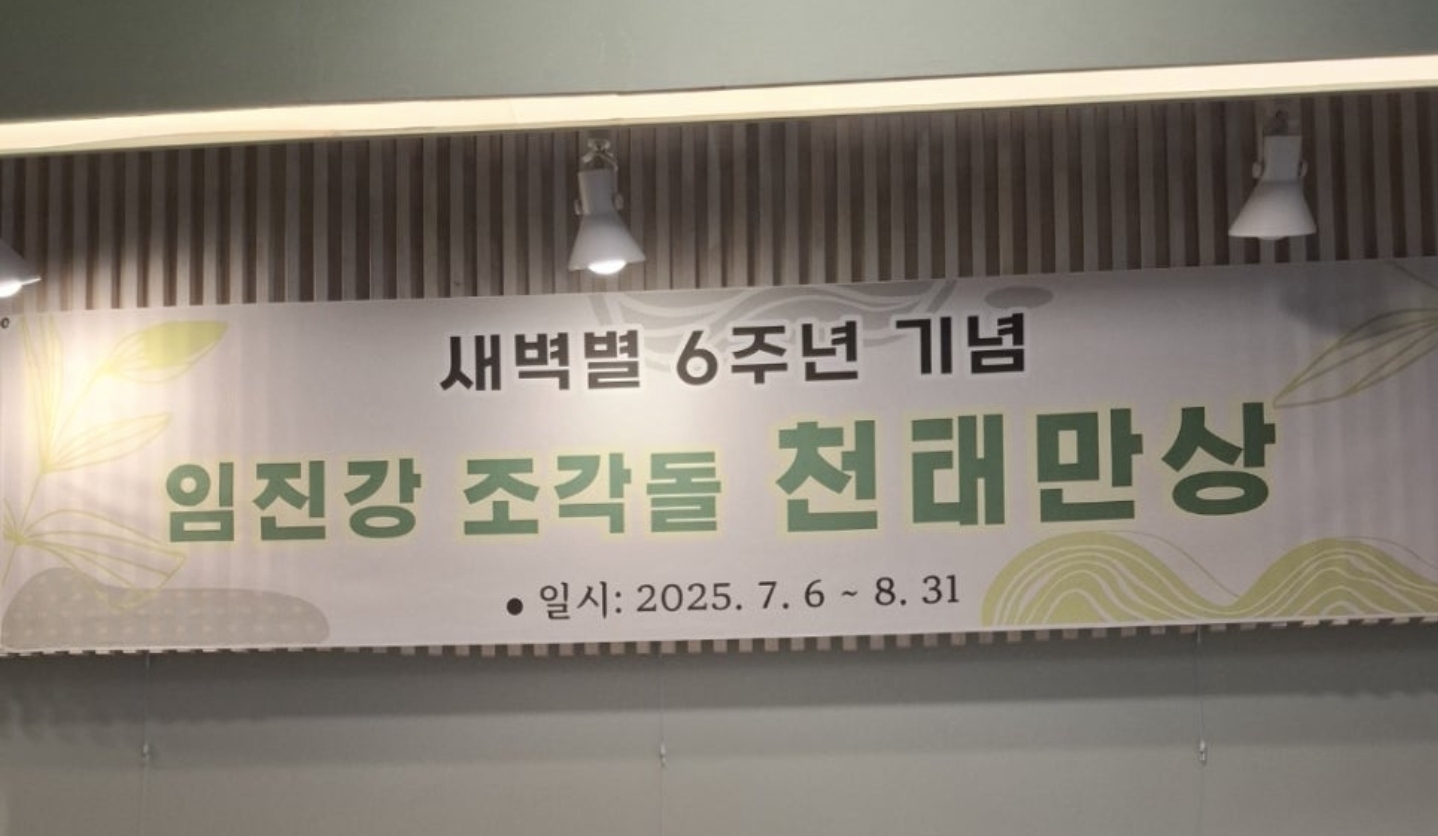 새벽별 6주년 기념
임진강 조각돌 천태만상
• 일시: 2025. 7. 6 ~ 8. 31